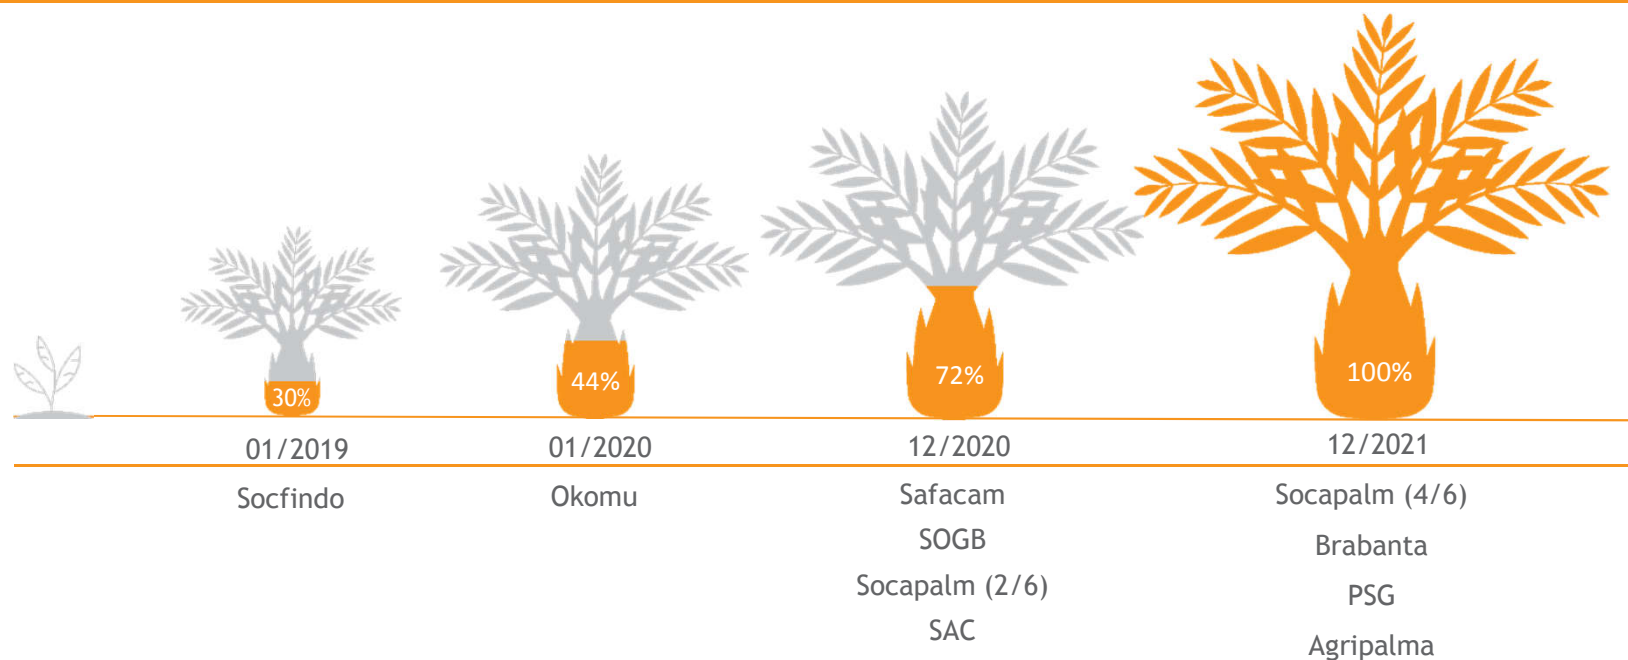 30%
44%
72%
100%
01/2019
01/2020
12/2020
12/2021
Socfindo
Okomu
Safacam
SOGB
Socapalm (2/6)
SAC
Socapalm (4/6)
Brabanta
PSG
Agripalma